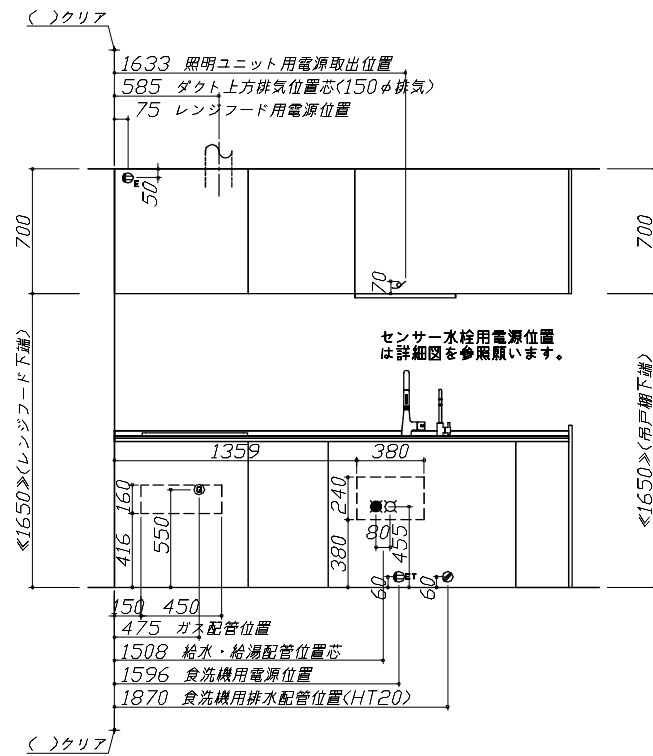 ( )クリア
1633 照明ユニット用電源取出位置
585 ダクト上方排気位置芯(150φ排気)
75 レンジフード用電源位置
E
50
700
700
70
センサー水栓用電源位置
は詳細図を参照願います。
≪1650≫(レンジフード下端)
≪1650≫(吊戸棚下端)
1359
380
160
G
240
550
416
380
80
455
60
ET
60
150
450
475 ガス配管位置
1508 給水・給湯配管位置芯
1596 食洗機用電源位置
1870 食洗機用排水配管位置(HT20)
( )クリア